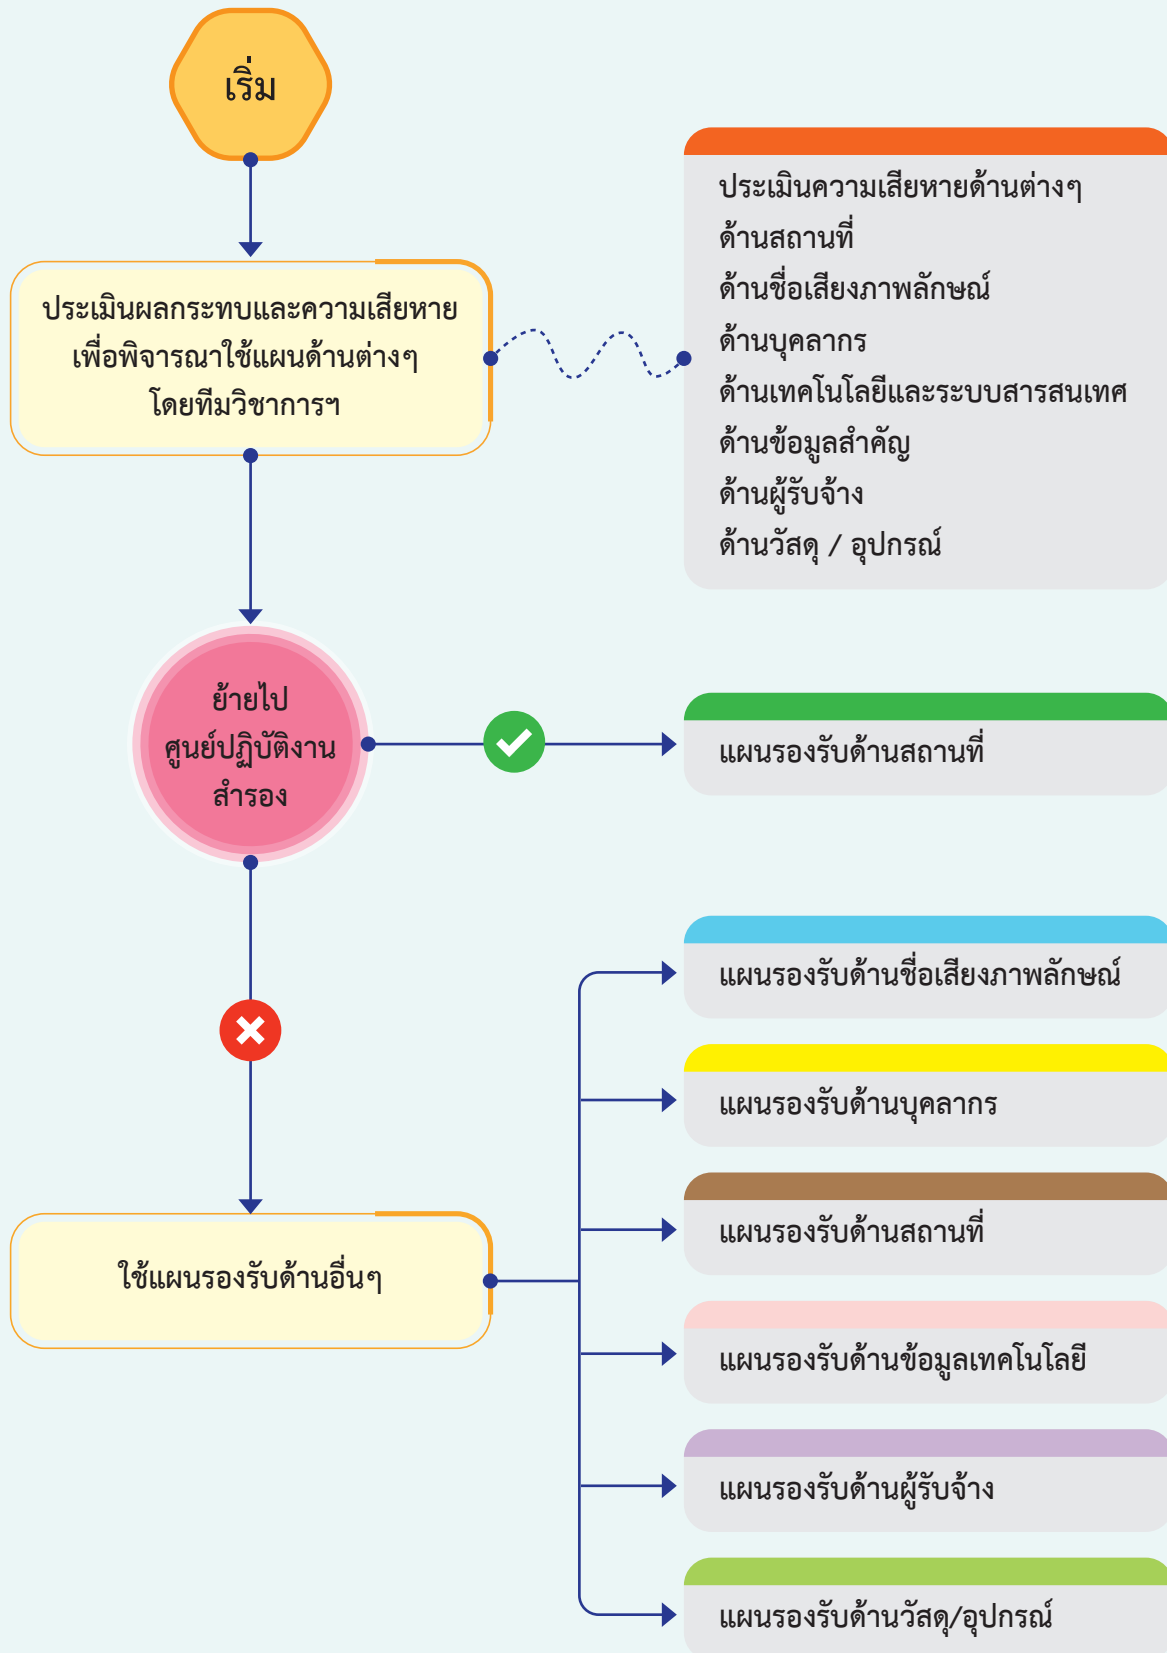 เริ่ม
ประเมินผลกระทบและความเสียหาย
เพื่อพิจารณาใช้แผนด้านต่างๆ
โดยทีมวิชาการฯ
ประเมินความเสียหายด้านต่างๆ
ด้านสถานที่
ด้านชื่อเสียงภาพลักษณ์
ด้านบุคลากร
ด้านเทคโนโลยีและระบบสารสนเทศ
ด้านข้อมูลสำคัญ
ด้านผู้รับจ้าง
ด้านวัสดุ / อุปกรณ์
ย้ายไป
ศูนย์ปฏิบัติงาน
สำรอง
แผนรองรับด้านสถานที่
ใช้แผนรองรับด้านอื่นๆ
แผนรองรับด้านชื่อเสียงภาพลักษณ์
แผนรองรับด้านบุคลากร
แผนรองรับด้านสถานที่
แผนรองรับด้านข้อมูลเทคโนโลยี
แผนรองรับด้านผู้รับจ้าง
แผนรองรับด้านวัสดุ/อุปกรณ์